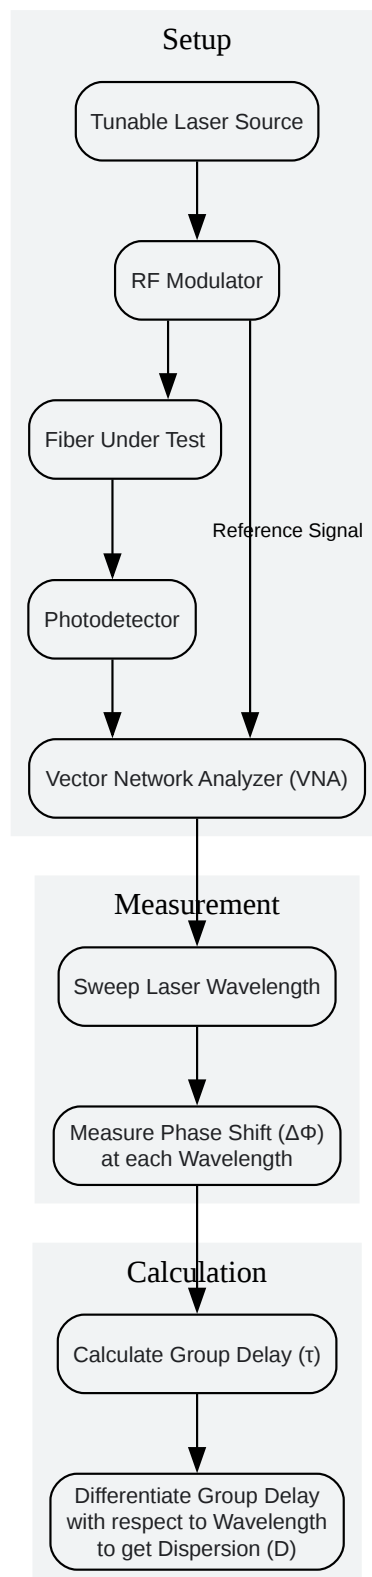 Setup
Tunable Laser Source
RF Modulator
Fiber Under Test
Reference Signal
Photodetector
Vector Network Analyzer (VNA)
Measurement
Sweep Laser Wavelength
Measure Phase Shift (ΔΦ)
at each Wavelength
Calculation
Calculate Group Delay (τ)
Differentiate Group Delay
with respect to Wavelength
to get Dispersion (D)